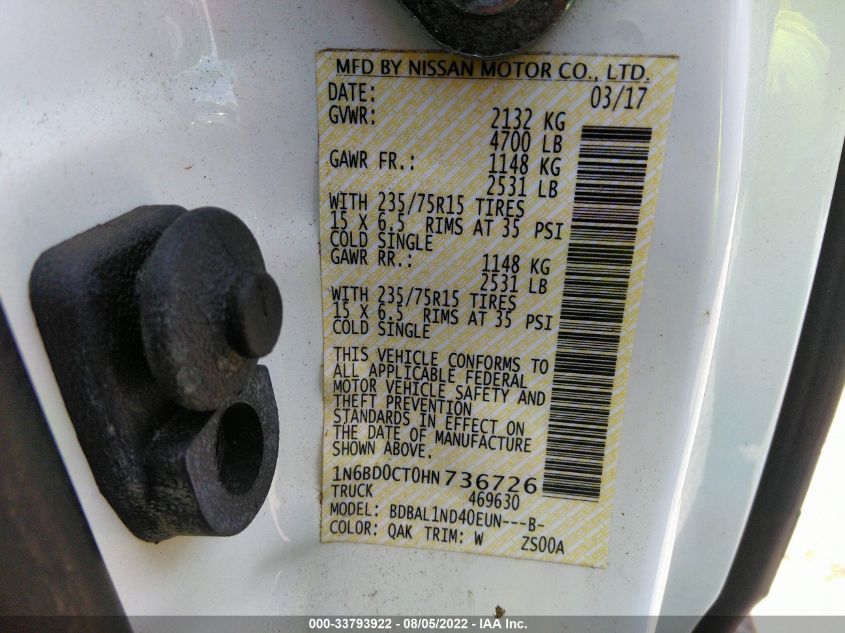 MFD BY NISSAN MOTOR CO., LTD.
DATE: 03/17
GVWR: 2132 KG
4700 LB
GAWR FR.: 1148 KG
2531 LB
WITH 235/75R15 TIRES
15 X 6.5 RIMS AT 35 PSI
COLD SINGLE
GAWR RR.: 1148 KG
2531 LB
WITH 235/75R15 TIRES
15 X 6.5 RIMS AT 35 PSI
COLD SINGLE
THIS VEHICLE CONFORMS TO
ALL APPLICABLE FEDERAL
MOTOR VEHICLE SAFETY AND
THEFT PREVENTION
STANDARDS IN EFFECT ON
THE DATE OF MANUFACTURE
SHOWN ABOVE.
1N6BD0CT0HN736726
TRUCK 469630
MODEL: BDBAL1ND40EUN---B-
COLOR: QAK TRIM: W ZS00A
000-33793922 - 08/05/2022 - IAA Inc.